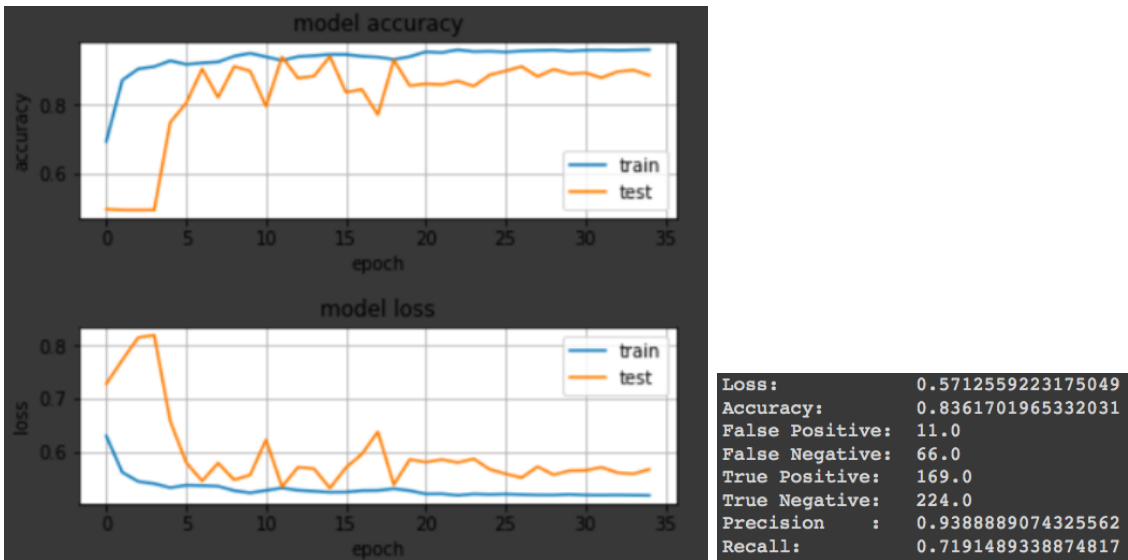 model accuracy
0.8
0.6
accuracy
train
test
0 5 10 15 20 25 30 35
epoch
model loss
0.8
0.7
0.6
loss
train
test
0 5 10 15 20 25 30 35
epoch
Loss: 0.5712559223175049
Accuracy: 0.8361701965332031
False Positive: 11.0
False Negative: 66.0
True Positive: 169.0
True Negative: 224.0
Precision : 0.9388889074325562
Recall: 0.7191489338874817